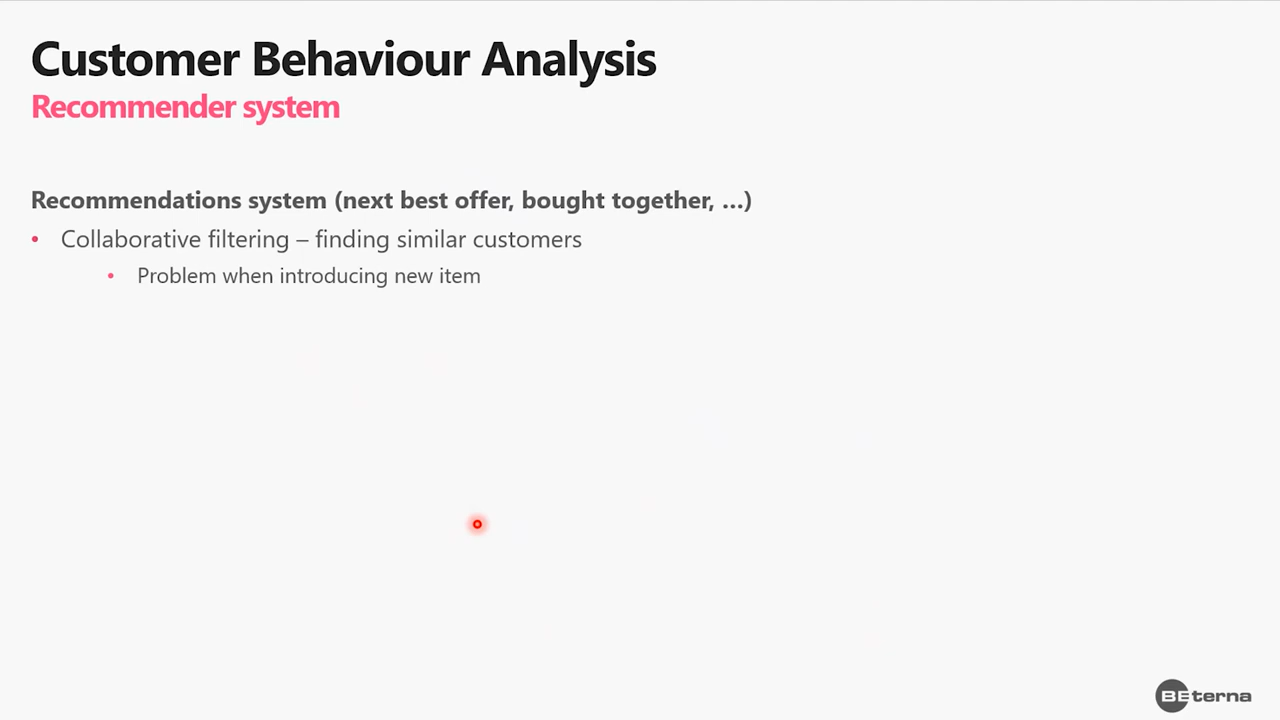 Customer Behaviour Analysis
Recommender system
Recommendations system (next best offer, bought together, …)
• Collaborative filtering – finding similar customers
• Problem when introducing new item
BEterna